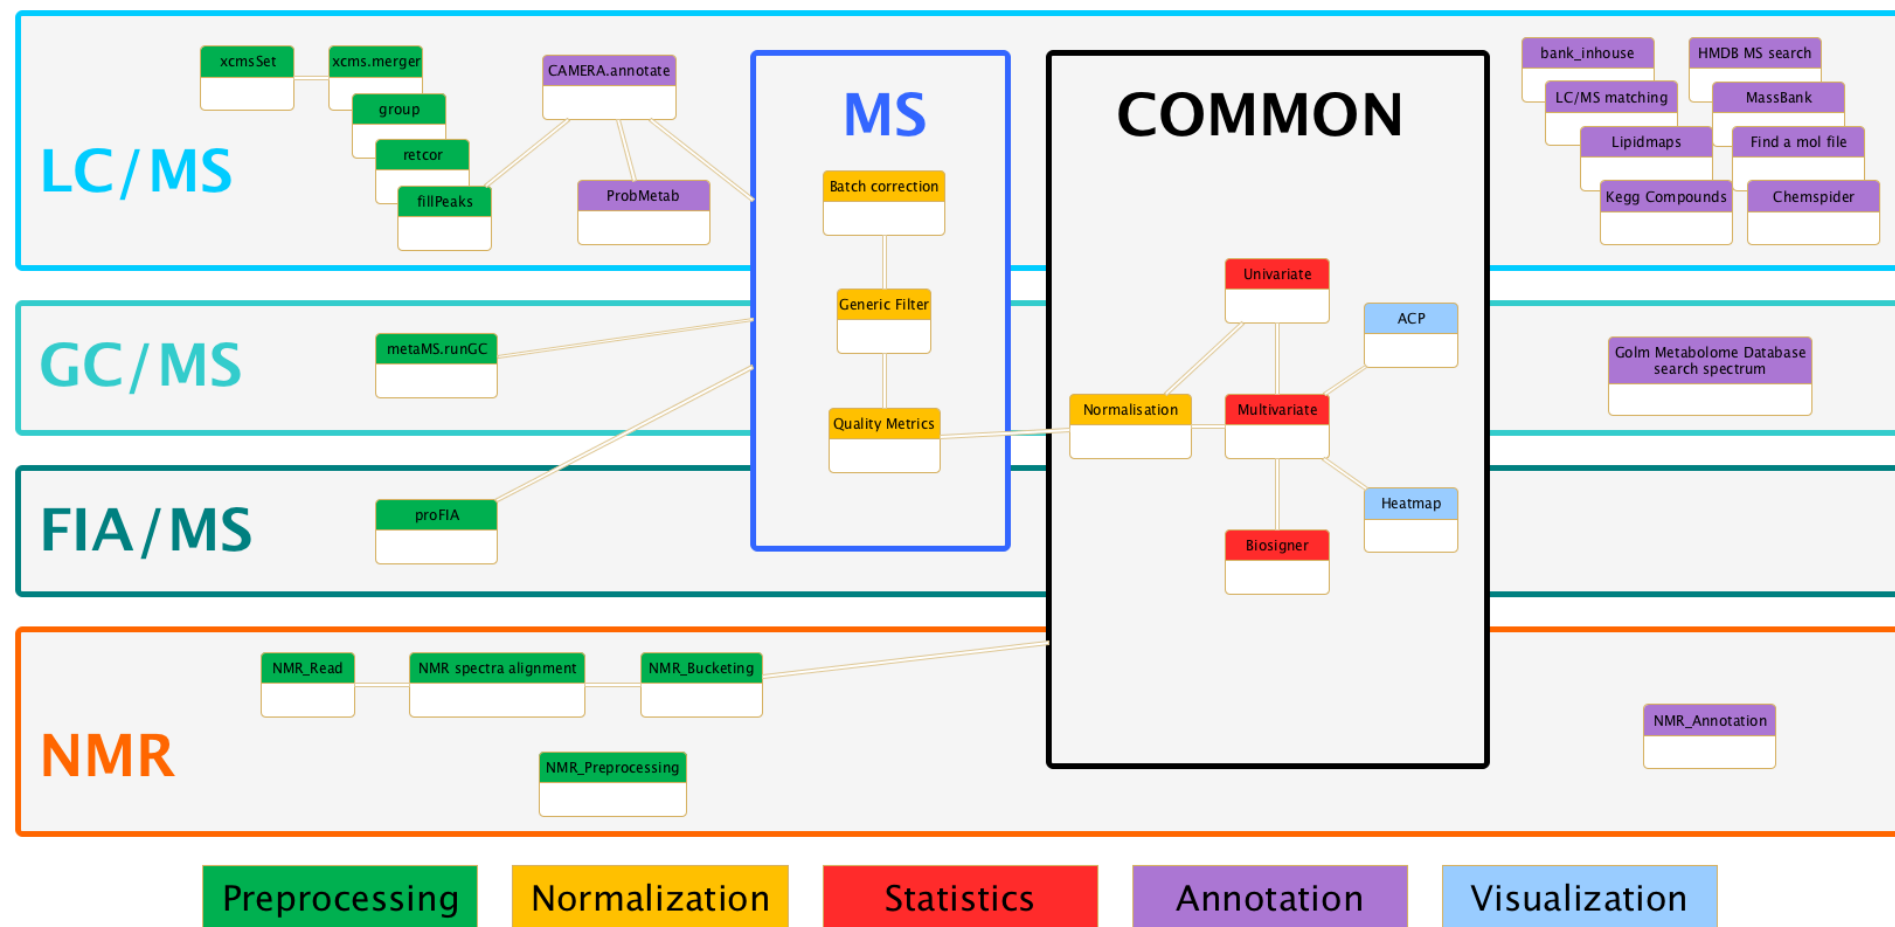 LC/MS
xcmsSet
xcms.merger
group
retcor
fillPeaks
CAMERA.annotate
ProbMetab
MS
Batch correction
Generic Filter
Quality Metrics
COMMON
Univariate
ACP
Normalisation
Multivariate
Heatmap
Biosigner
bank_inhouse
HMDB MS search
LC/MS matching
MassBank
Lipidmaps
Find a mol file
Kegg Compounds
Chemspider
GC/MS
metaMS.runGC
Golm Metabolome Database
search spectrum
FIA/MS
proFIA
NMR
NMR_Read
NMR spectra alignment
NMR_Bucketing
NMR_Preprocessing
NMR_Annotation
Preprocessing
Normalization
Statistics
Annotation
Visualization